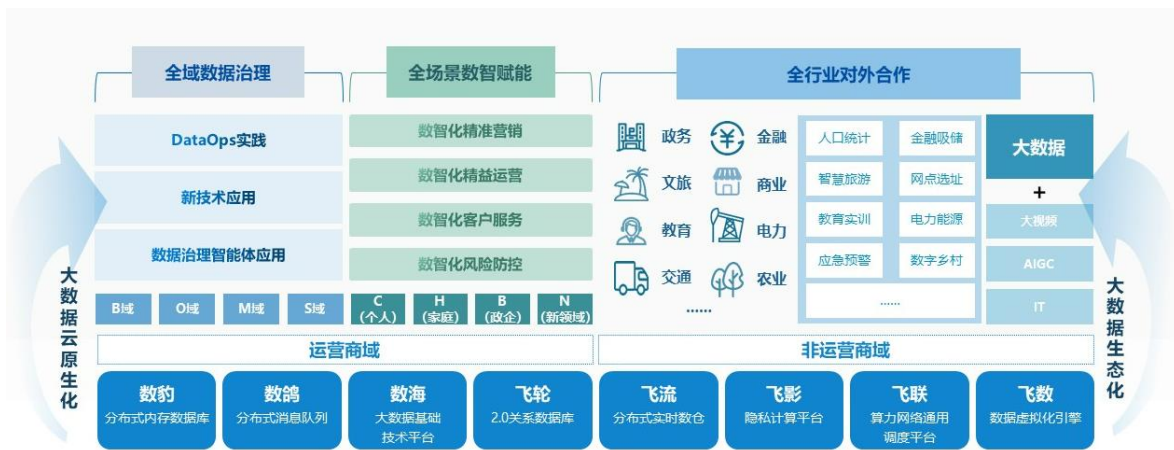 全域数据治理
全场景数智赋能
全行业对外合作
DataOps实践
新技术应用
数据治理智能体应用
B域
O域
M域
S域
数智化精准营销
数智化精益运营
数智化客户服务
数智化风险防控
C
(个人)
H
(家庭)
B
(政企)
N
(新领域)
政务
金融
文旅
商业
教育
电力
交通
农业
......
人口统计
金融吸储
智慧旅游
网点选址
教育实训
电力能源
应急预警
数字乡村
......
大数据
+
大视频
AIGC
IT
大数据云原生化
大数据生态化
运营商域
非运营商域
数豹
分布式内存数据库
数鸽
分布式消息队列
数海
大数据基础
技术平台
飞轮
2.0关系数据库
飞流
分布式实时数仓
飞影
隐私计算平台
飞联
算力网络通用
调度平台
飞数
数据虚拟化引擎